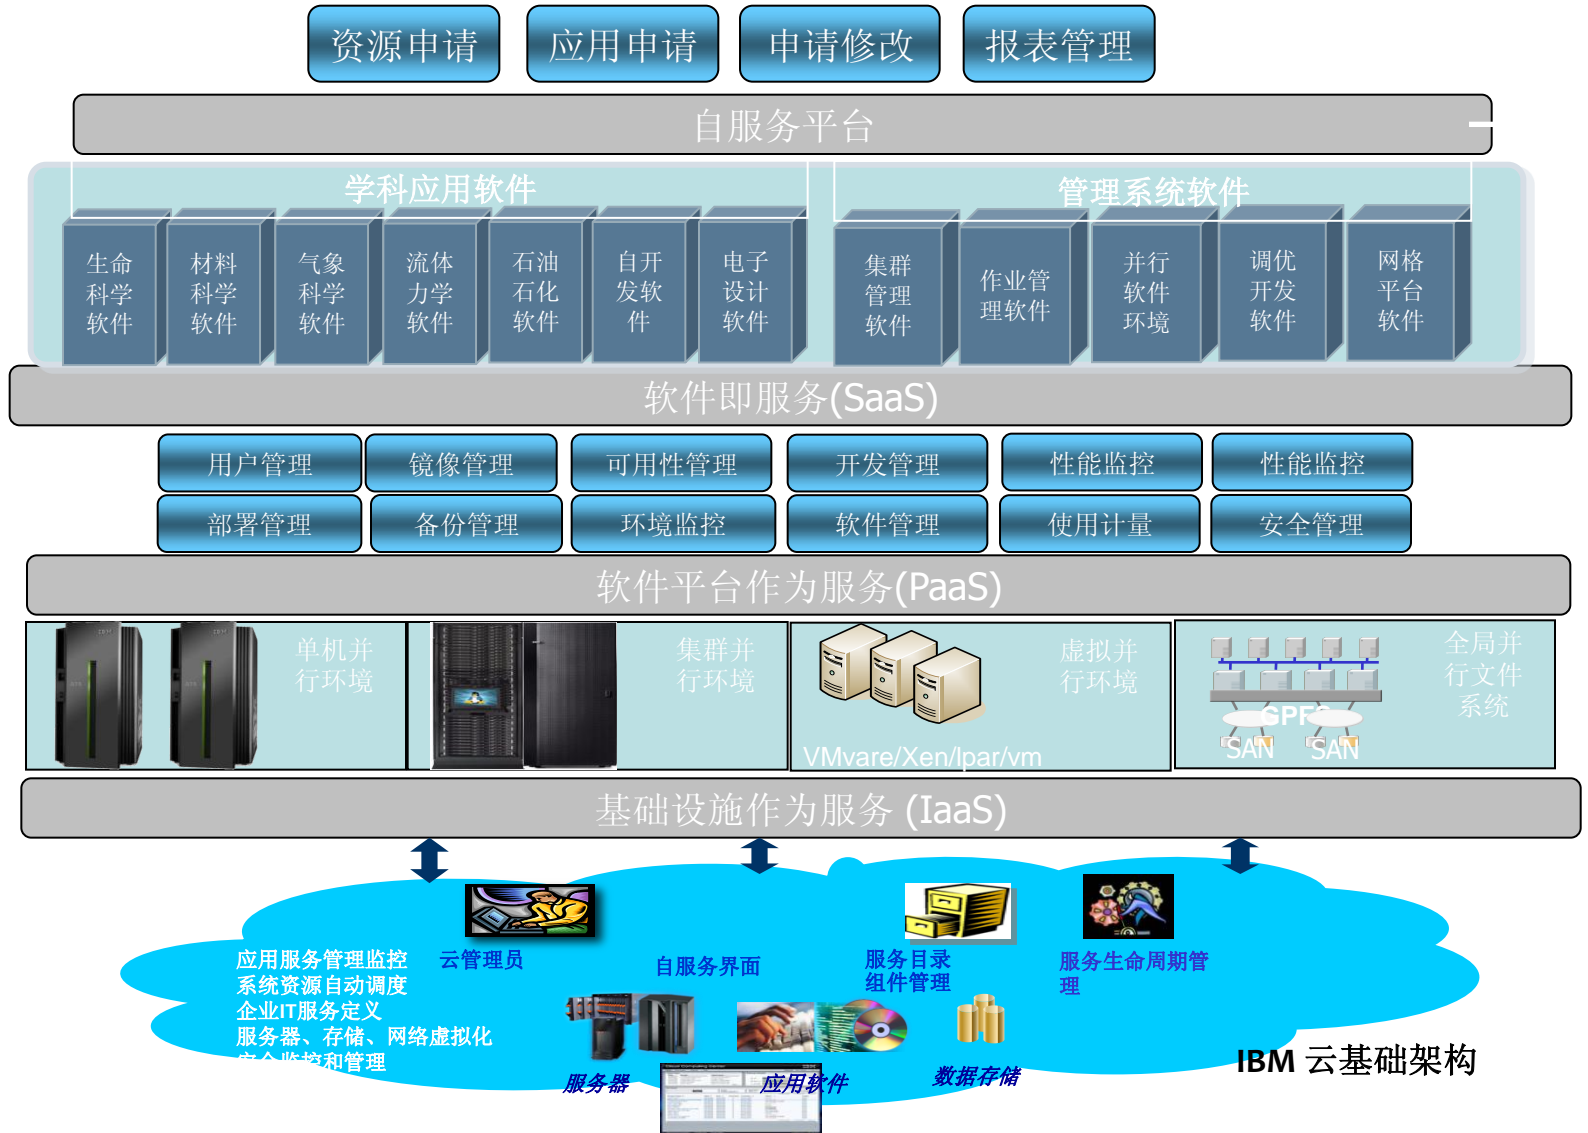 资源申请
应用申请
申请修改
报表管理
自服务平台
学科应用软件
管理系统软件
生命
科学
软件
材料
科学
软件
气象
科学
软件
流体
力学
软件
石油
石化
软件
自开
发软
件
电子
设计
软件
集群
管理
软件
作业管
理软件
并行
软件
环境
调优
开发
软件
网格
平台
软件
软件即服务(SaaS)
用户管理
镜像管理
可用性管理
开发管理
性能监控
性能监控
部署管理
备份管理
环境监控
软件管理
使用计量
安全管理
软件平台作为服务(PaaS)
单机并
行环境
集群并
行环境
虚拟并
行环境
VMvare/Xen/lpar/vm
全局并
行文件
系统
GPFS
SAN
SAN
基础设施作为服务 (IaaS)
云管理员
自服务界面
服务目录
组件管理
服务生命周期管
理
应用服务管理监控
系统资源自动调度
企业IT服务定义
服务器、存储、网络虚拟化
安全监控和管理
服务器
应用软件
数据存储
IBM 云基础架构